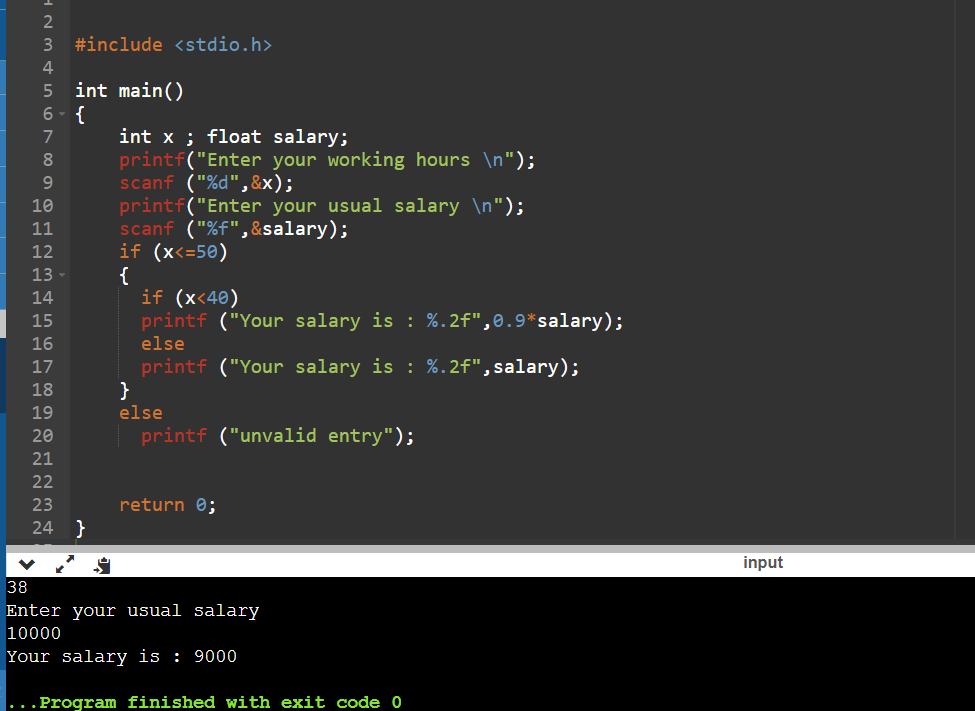 1
2
3 #include <stdio.h>
4
5 int main()
6 {
7 int x ; float salary;
8 printf("Enter your working hours \n");
9 scanf ("%d",&x);
10 printf("Enter your usual salary \n");
11 scanf ("%f",&salary);
12 if (x<=50)
13 {
14 if (x<40)
15 printf ("Your salary is : %.2f",0.9*salary);
16 else
17 printf ("Your salary is : %.2f",salary);
18 }
19 else
20 printf ("unvalid entry");
21
22
23 return 0;
24 }
input
38
Enter your usual salary
10000
Your salary is : 9000
...Program finished with exit code 0